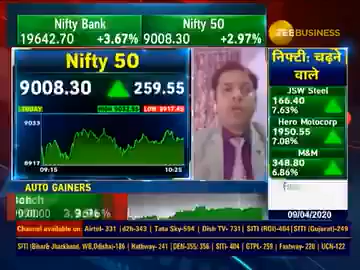 Nifty Bank
19642.70 +3.67%
Nifty 50
9008.30 +2.97%
ZEE BUSINESS
Nifty 50
9008.30 259.55
TODAY
LOW 8917.45
9033
8917
09:15
10:25
निफ्टी: चढ़ने
वाले
JSW Steel
166.40
7.63%
Hero Motocorp
1950.55
7.08%
M&M
348.80
6.86%
AUTO GAINERS
09/04/2020
Channel available on: Airtel- 331 | d2h-343 | Tata Sky-594 | Dish TV- 731 | SITI (ROI)-464| SITI (Gujarat)-249
SITI (Bihar& Jharkhand, WB,Odisha)-186 | Hathway- 241 | DEN-355/ 356 | SITI- 404 | GTPL- 259 | Fastway- 228 | UCN-122